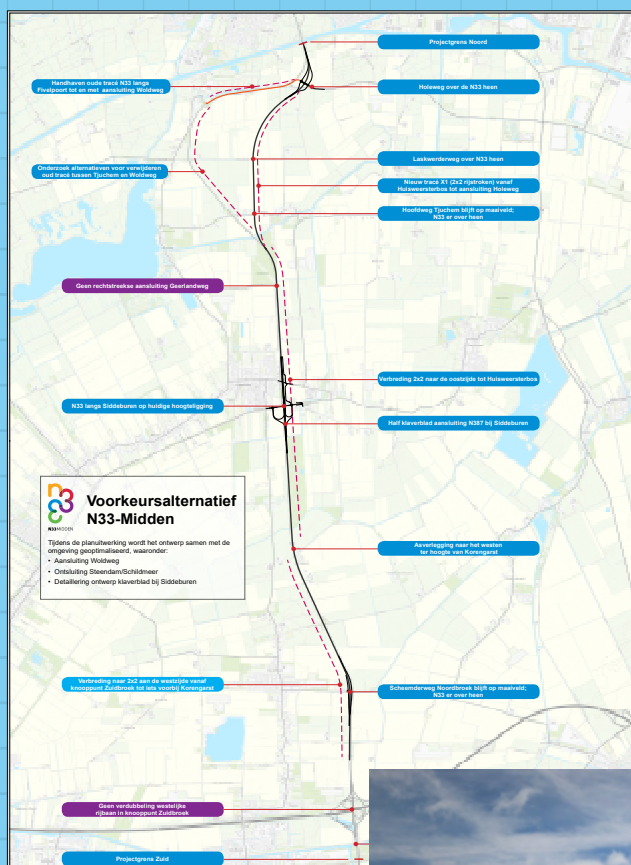 Projectgrens Noord
Handhaven oude tracé N33 langs
Fivelpoort tot en met aansluiting Woldweg
Holeweg over de N33 heen
Laskwerderweg over N33 heen
Onderzoek alternatieven voor verwijderen
oud tracé tussen Tjuchem en Woldweg
Nieuw tracé X1 (2x2 rijstroken) vanaf
Huisweersterbos tot aansluiting Holeweg
Hoofdweg Tjuchem blijft op maaiveld;
N33 er over heen
Geen rechtstreekse aansluiting Geerlandweg
Verbreding 2x2 naar de oostzijde tot Huisweersterbos
N33 langs Siddeburen op huidige hoogteligging
Half klaverblad aansluiting N387 bij Siddeburen
N33MIDDEN
Voorkeursalternatief
N33-Midden
Tijdens de planuitwerking wordt het ontwerp samen met de
omgeving geoptimaliseerd, waaronder:
• Aansluiting Woldweg
• Ontsluiting Steendam/Schildmeer
• Detaillering ontwerp klaverblad bij Siddeburen
Asverlegging naar het westen
ter hoogte van Korengarst
Verbreding naar 2x2 aan de westzijde vanaf
knooppunt Zuidbroek tot iets voorbij Korengarst
Scheemderweg Noordbroek blijft op maaiveld;
N33 er over heen
Geen verdubbeling westelijke
rijbaan in knooppunt Zuidbroek
Projectgrens Zuid